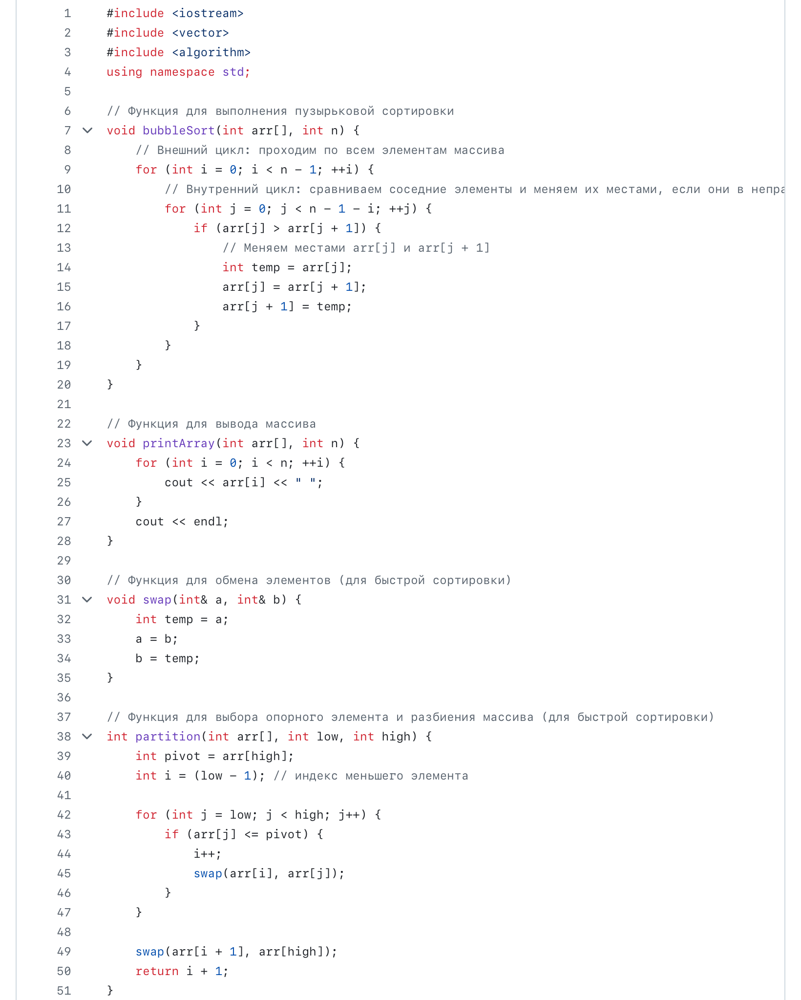 1 #include <iostream>
2 #include <vector>
3 #include <algorithm>
4 using namespace std;
5
6 // Функция для выполнения пузырьковой сортировки
7 void bubbleSort(int arr[], int n) {
8 // Внешний цикл: проходим по всем элементам массива
9 for (int i = 0; i < n - 1; ++i) {
10 // Внутренний цикл: сравниваем соседние элементы и меняем их местами, если они в
11 for (int j = 0; j < n - 1 - i; ++j) {
12 if (arr[j] > arr[j + 1]) {
13 // Меняем местами arr[j] и arr[j + 1]
14 int temp = arr[j];
15 arr[j] = arr[j + 1];
16 arr[j + 1] = temp;
17 }
18 }
19 }
20 }
21
22 // Функция для вывода массива
23 void printArray(int arr[], int n) {
24 for (int i = 0; i < n; ++i) {
25 cout << arr[i] << " ";
26 }
27 cout << endl;
28 }
29
30 // Функция для обмена элементов (для быстрой сортировки)
31 void swap(int& a, int& b) {
32 int temp = a;
33 a = b;
34 b = temp;
35 }
36
37 // Функция для выбора опорного элемента и разбиения массива (для быстрой сортировки)
38 int partition(int arr[], int low, int high) {
39 int pivot = arr[high];
40 int i = (low - 1); // индекс меньшего элемента
41
42 for (int j = low; j < high; j++) {
43 if (arr[j] <= pivot) {
44 i++;
45 swap(arr[i], arr[j]);
46 }
47 }
48
49 swap(arr[i + 1], arr[high]);
50 return i + 1;
51 }